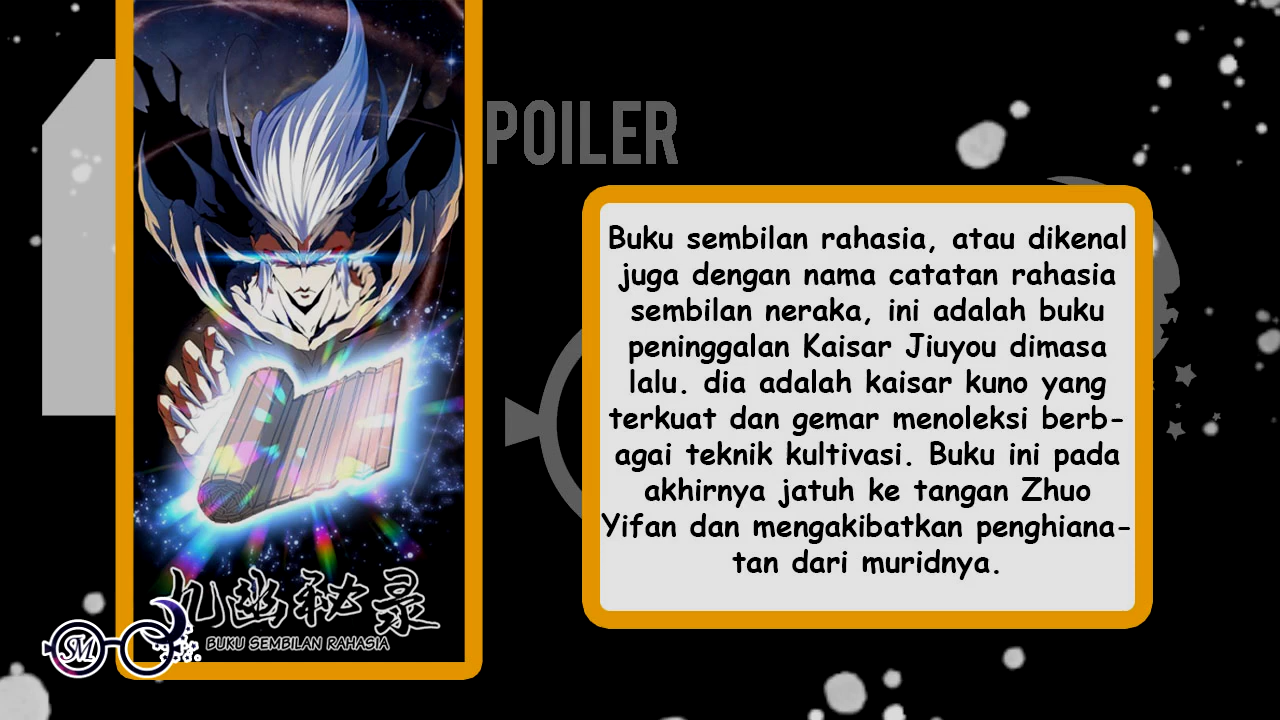 POILER
Buku sembilan rahasia, atau dikenal
juga dengan nama catatan rahasia
sembilan neraka, ini adalah buku
peninggalan Kaisar Jiuyou dimasa
lalu. dia adalah kaisar kuno yang
terkuat dan gemar menoleksi berb-
agai teknik kultivasi. Buku ini pada
akhirnya jatuh ke tangan Zhuo
Yifan dan mengakibatkan penghiana-
tan dari muridnya.
九幽秘录
BUKU SEMBILAN RAHASIA
SM